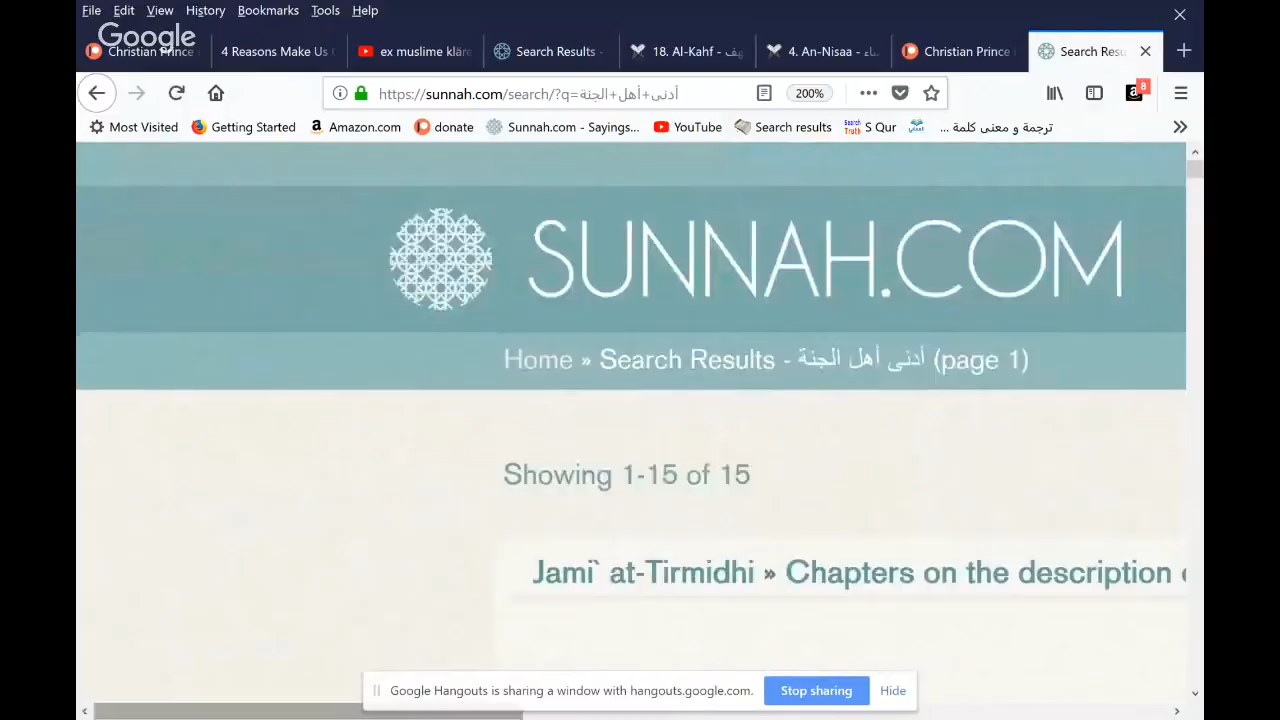 File Edit View History Bookmarks Tools Help
Google
Christian Prince
4 Reasons Make Us
ex muslime kläre
Search Results -
18. Al-Kahf -
4. An-Nisaa -
Christian Prince
Search Resu
https://sunnah.com/search/?q=أدنى+أهل+الجنة
200%
8
Most Visited Getting Started Amazon.com donate Sunnah.com - Sayings... YouTube Search results S Qur ترجمة و معنى كلمة ...
SUNNAH.COM
Home » Search Results - أدنى أهل الجنة (page 1)
Showing 1-15 of 15
Jami` at-Tirmidhi » Chapters on the description
Google Hangouts is sharing a window with hangouts.google.com. Stop sharing Hide